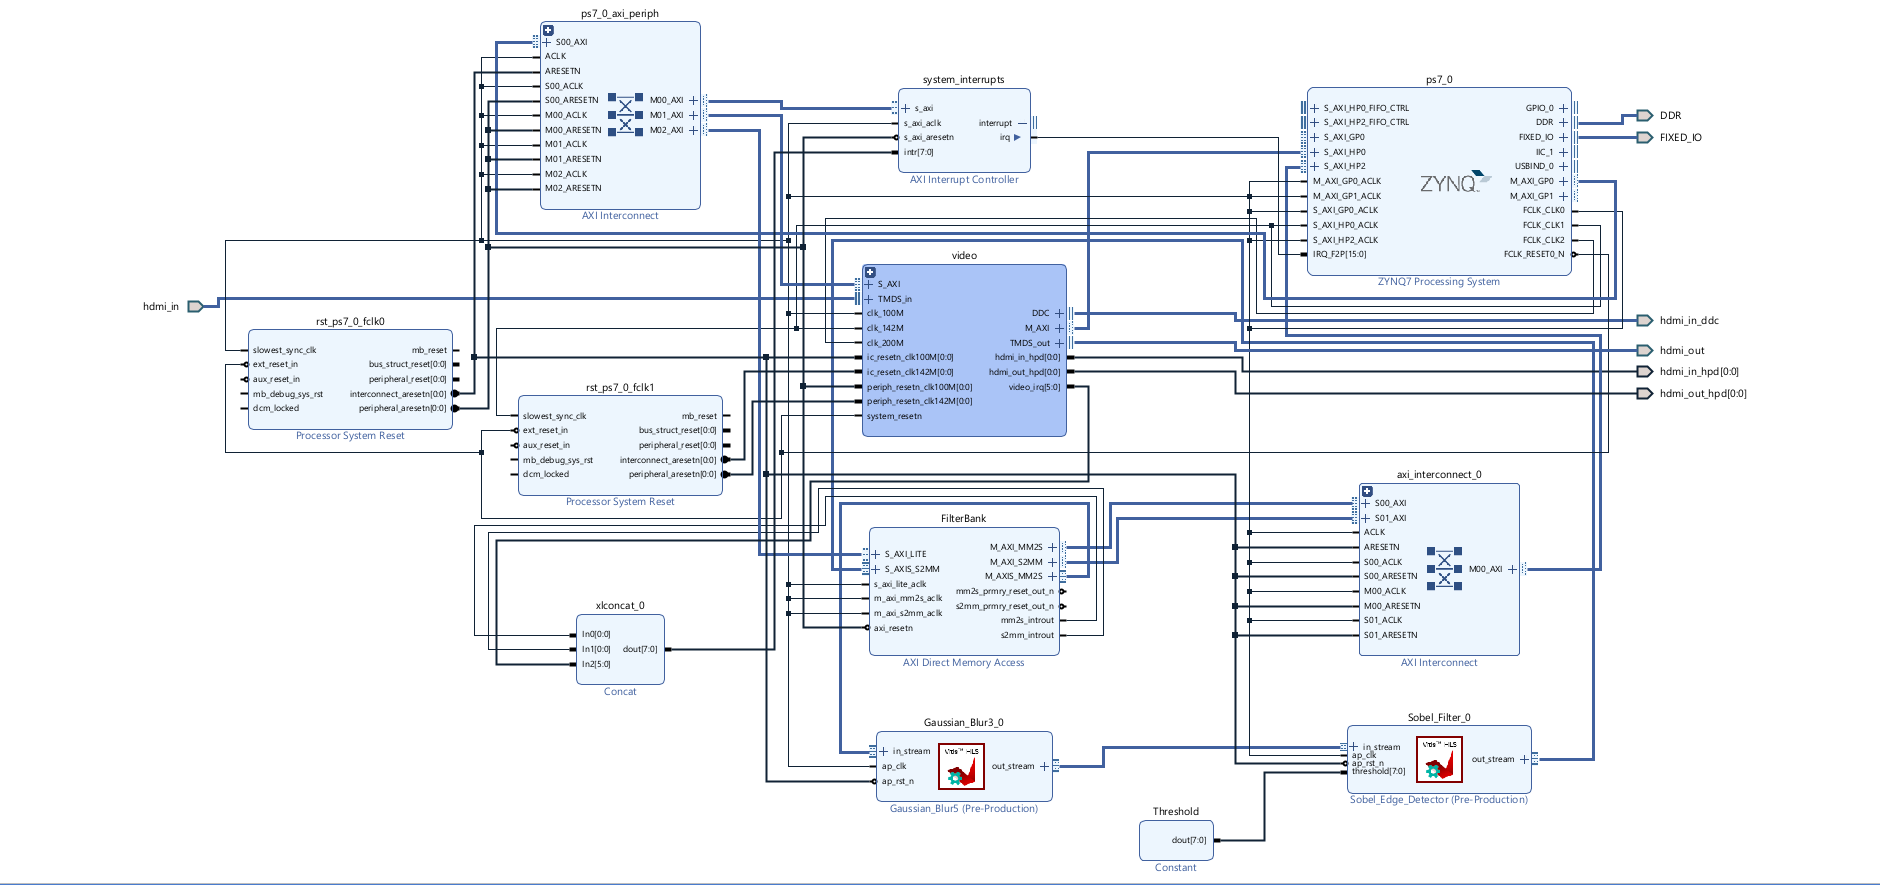 ps7_0_axi_periph
S00_AXI
ACLK
ARESETN
S00_ACLK
S00_ARESETN
M00_ACLK
M00_ARESETN
M01_ACLK
M01_ARESETN
M02_ACLK
M02_ARESETN
M00_AXI
M01_AXI
M02_AXI
AXI Interconnect
system_interrupts
s_axi
s_axi_aclk
s_axi_aresetn
intr[7:0]
interrupt
irq
AXI Interrupt Controller
ps7_0
S_AXI_HP0_FIFO_CTRL
S_AXI_HP2_FIFO_CTRL
S_AXI_GP0
S_AXI_HP0
S_AXI_HP2
M_AXI_GP0_ACLK
M_AXI_GP1_ACLK
S_AXI_GP0_ACLK
S_AXI_HP0_ACLK
S_AXI_HP2_ACLK
IRQ_F2P[15:0]
ZYNQ
GPIO_0
DDR
FIXED_IO
IIC_1
USBIND_0
M_AXI_GP0
M_AXI_GP1
FCLK_CLK0
FCLK_CLK1
FCLK_CLK2
FCLK_RESET0_N
ZYNQ7 Processing System
DDR
FIXED_IO
hdmi_in
video
S_AXI
TMDS_in
clk_100M
clk_142M
clk_200M
ic_resetn_clk100M[0:0]
ic_resetn_clk142M[0:0]
periph_resetn_clk100M[0:0]
periph_resetn_clk142M[0:0]
system_resetn
DDC
M_AXI
TMDS_out
hdmi_in_hpd[0:0]
hdmi_out_hpd[0:0]
video_irq[5:0]
hdmi_in_ddc
hdmi_out
hdmi_in_hpd[0:0]
hdmi_out_hpd[0:0]
rst_ps7_0_fclk0
slowest_sync_clk
ext_reset_in
aux_reset_in
mb_debug_sys_rst
dcm_locked
mb_reset
bus_struct_reset[0:0]
peripheral_reset[0:0]
interconnect_aresetn[0:0]
peripheral_aresetn[0:0]
Processor System Reset
rst_ps7_0_fclk1
slowest_sync_clk
ext_reset_in
aux_reset_in
mb_debug_sys_rst
dcm_locked
mb_reset
bus_struct_reset[0:0]
peripheral_reset[0:0]
interconnect_aresetn[0:0]
peripheral_aresetn[0:0]
Processor System Reset
FilterBank
S_AXI_LITE
S_AXIS_S2MM
s_axi_lite_aclk
m_axi_mm2s_aclk
m_axi_s2mm_aclk
axi_resetn
M_AXI_MM2S
M_AXI_S2MM
M_AXIS_MM2S
mm2s_prmry_reset_out_n
s2mm_prmry_reset_out_n
mm2s_introut
s2mm_introut
AXI Direct Memory Access
axi_interconnect_0
S00_AXI
S01_AXI
ACLK
ARESETN
S00_ACLK
S00_ARESETN
M00_ACLK
M00_ARESETN
S01_ACLK
S01_ARESETN
M00_AXI
AXI Interconnect
xlconcat_0
In0[0:0]
In1[0:0]
In2[5:0]
dout[7:0]
Concat
Gaussian_Blur3_0
in_stream
ap_clk
ap_rst_n
Vitis™ HLS
out_stream
Gaussian_Blur5 (Pre-Production)
Sobel_Filter_0
in_stream
ap_clk
ap_rst_n
threshold[7:0]
Vitis™ HLS
out_stream
Sobel_Edge_Detector (Pre-Production)
Threshold
dout[7:0]
Constant